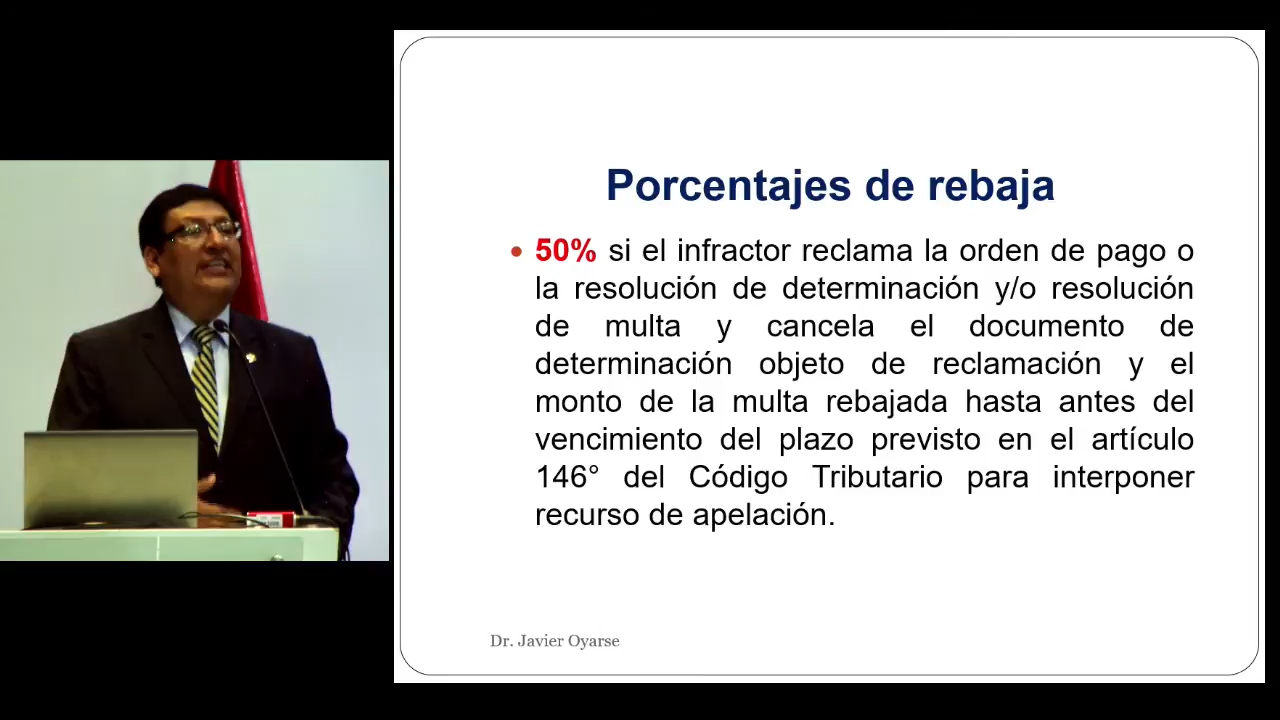 Porcentajes de rebaja
• 50% si el infractor reclama la orden de pago o
la resolución de determinación y/o resolución
de multa y cancela el documento de
determinación objeto de reclamación y el
monto de la multa rebajada hasta antes del
vencimiento del plazo previsto en el artículo
146° del Código Tributario para interponer
recurso de apelación.
Dr. Javier Oyarse